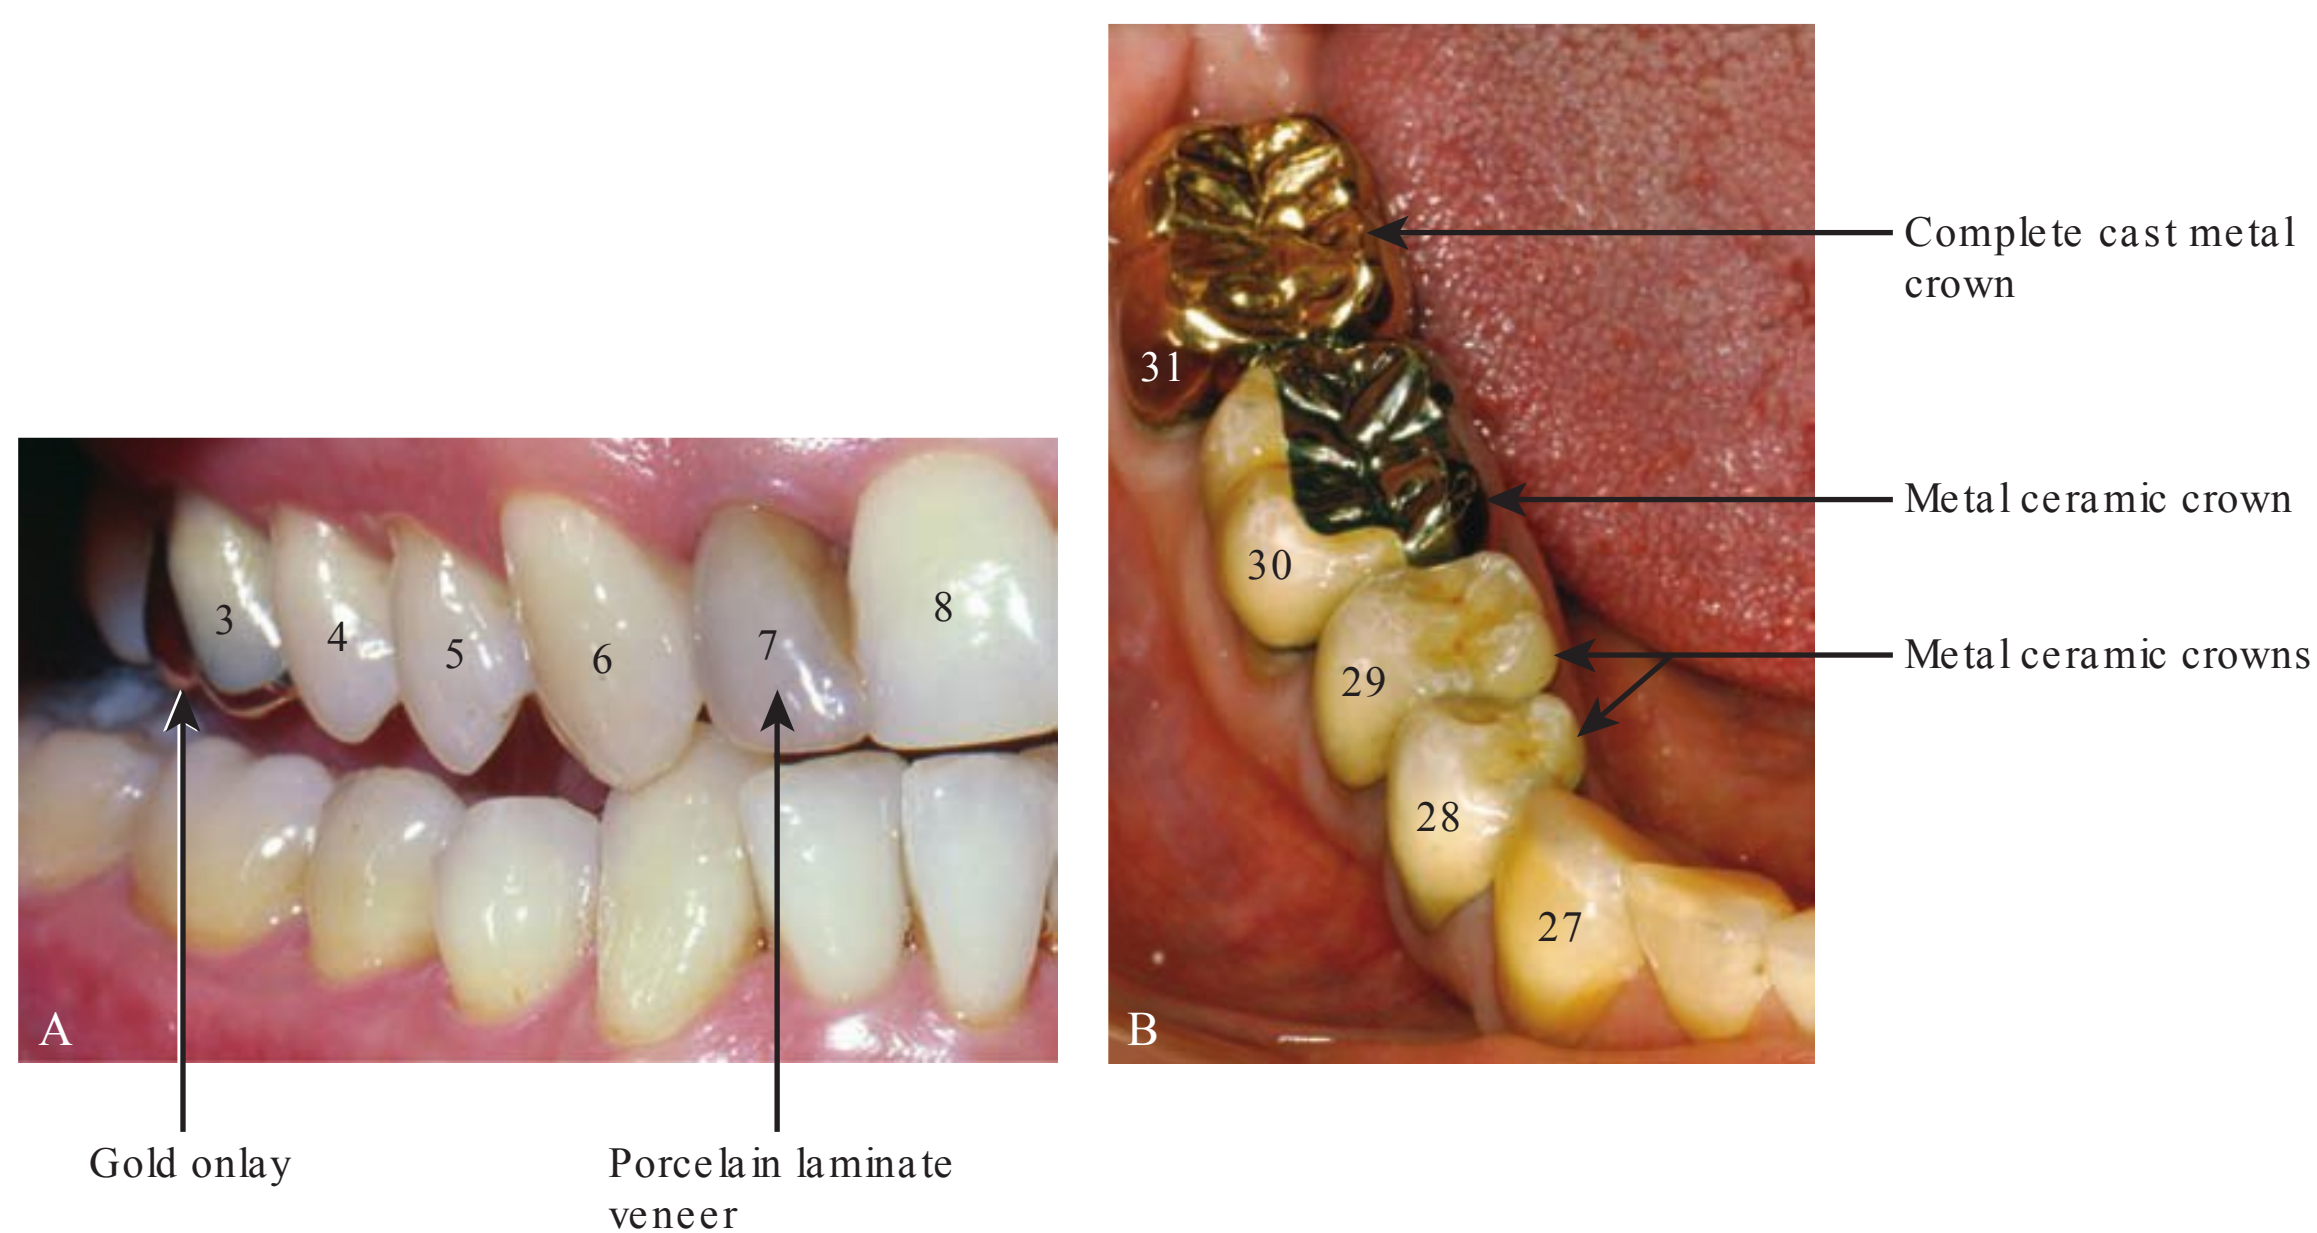 3
4
5
6
7
8
A
Gold onlay
Porcelain laminate
veneer
31
30
29
28
27
B
Complete cast metal
crown
Metal ceramic crown
Metal ceramic crowns